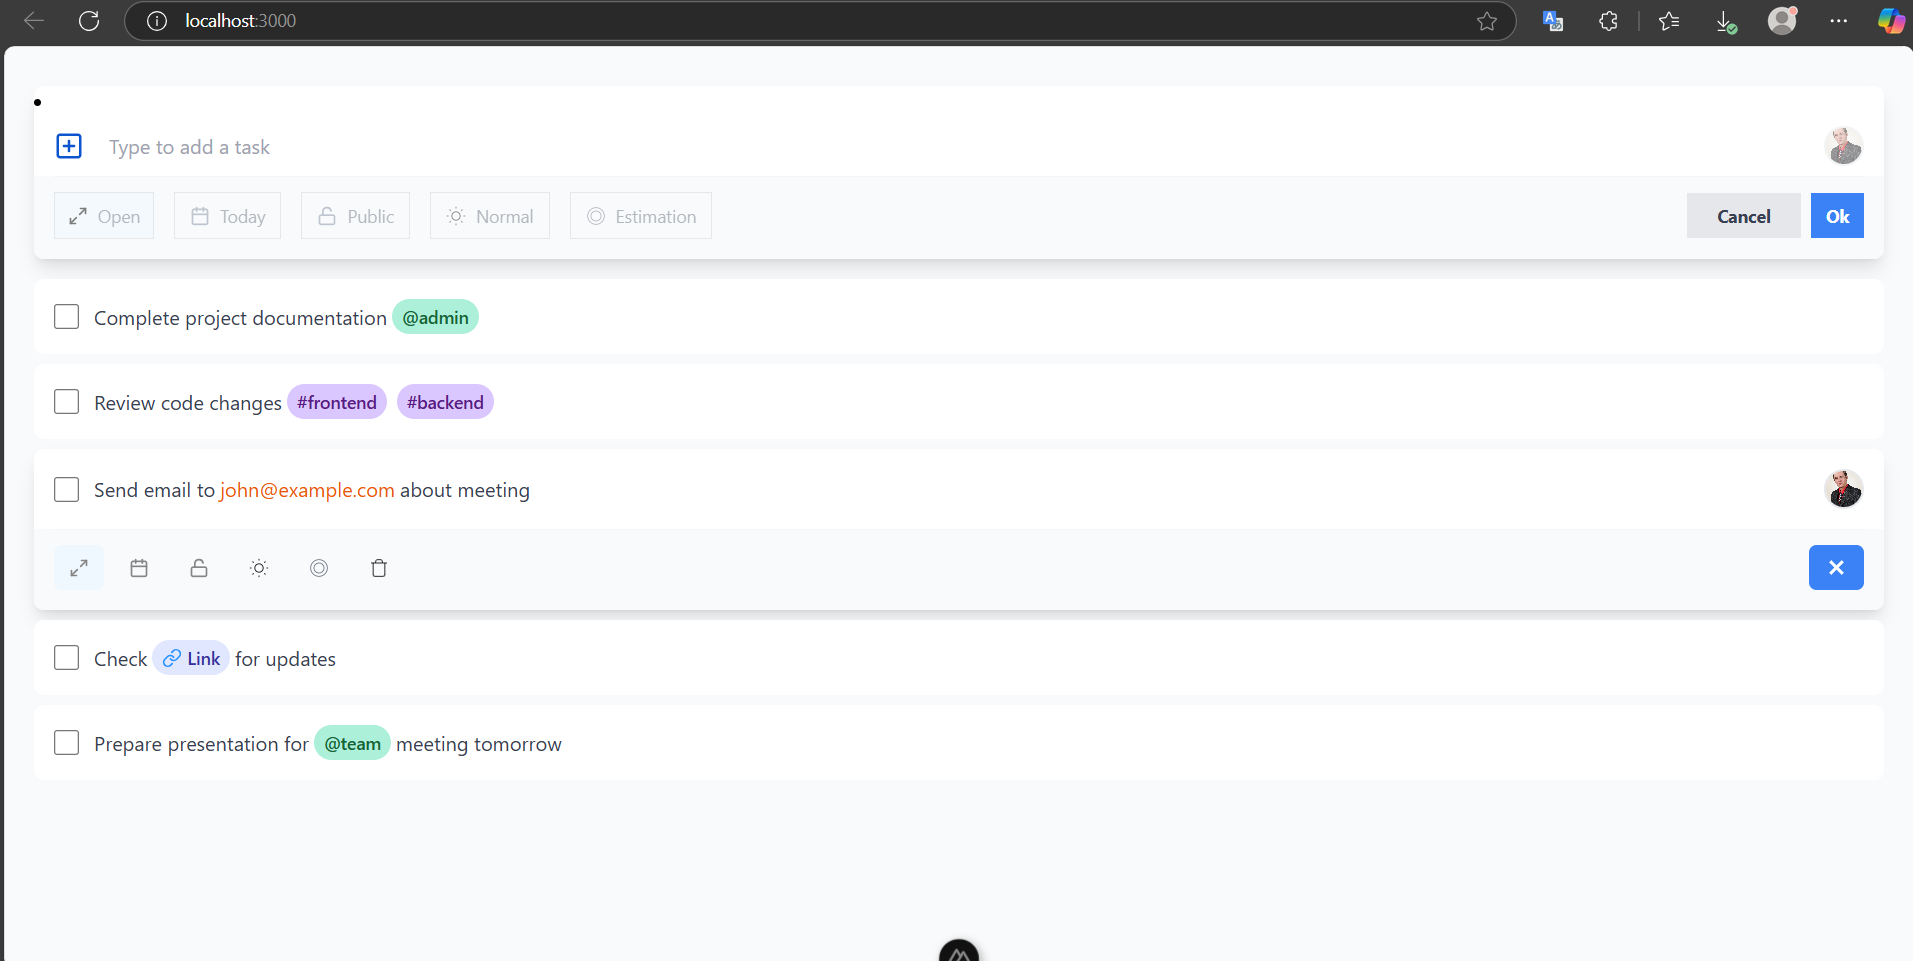 localhost:3000
Type to add a task
Open Today Public Normal Estimation Cancel Ok
Complete project documentation @admin
Review code changes #frontend #backend
Send email to john@example.com about meeting
Check Link for updates
Prepare presentation for @team meeting tomorrow